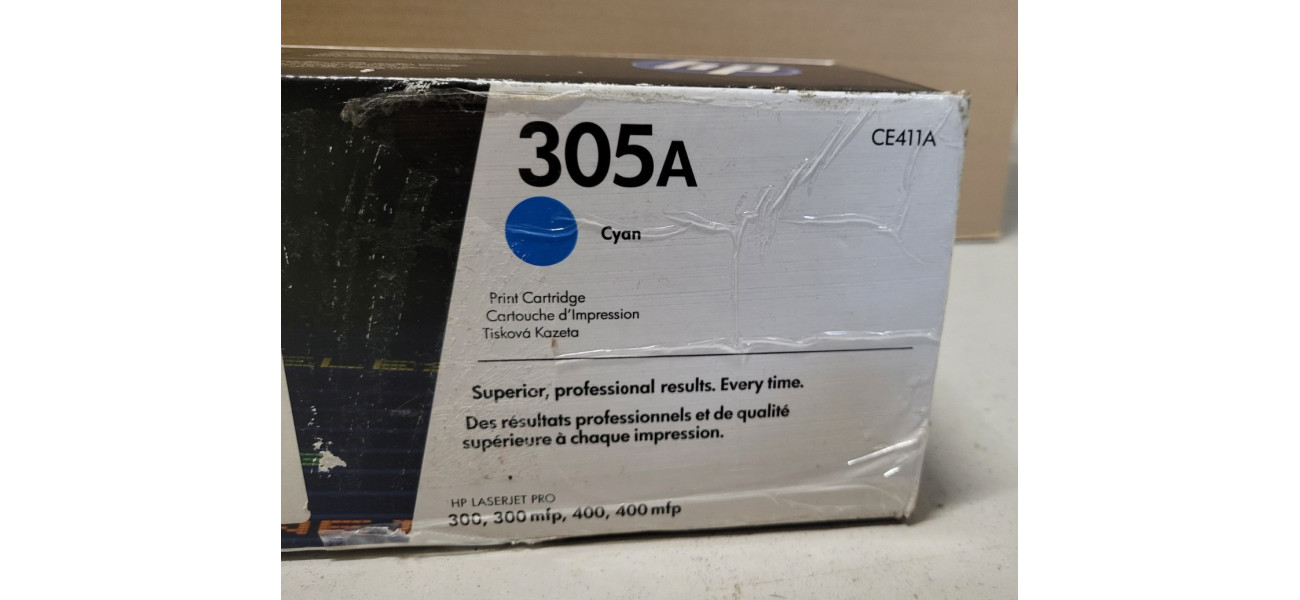 hp
305A
CE411A
Cyan
Print Cartridge
Cartouche d'Impression
Tisková Kazeta
Superior, professional results. Every time.
Des résultats professionnels et de qualité
supérieure à chaque impression.
HP LASERJET PRO
300, 300 mfp, 400, 400 mfp